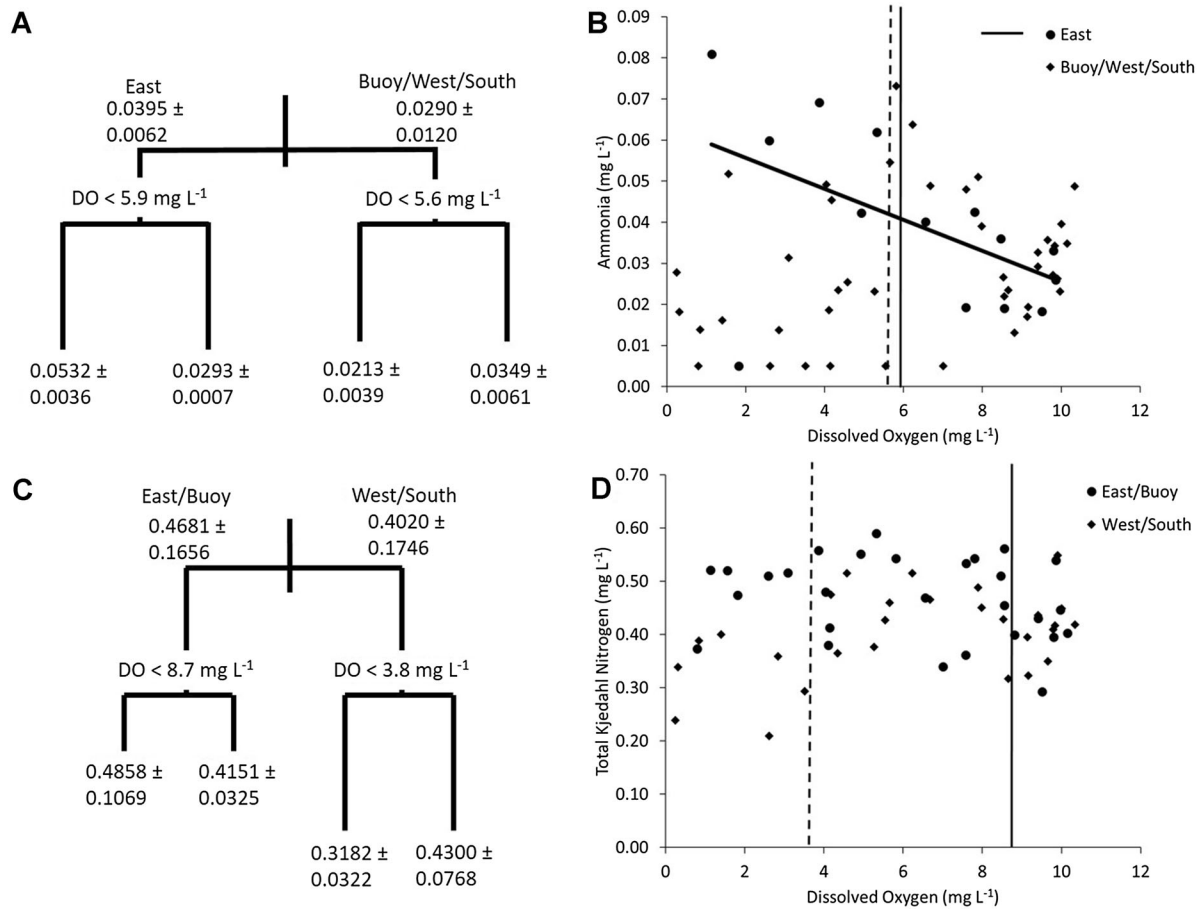 A
East
0.0395 ±
0.0062
Buoy/West/South
0.0290 ±
0.0120
DO < 5.9 mg L-1
DO < 5.6 mg L-1
0.0532 ±
0.0036
0.0293 ±
0.0007
0.0213 ±
0.0039
0.0349 ±
0.0061
B
East
Buoy/West/South
Ammonia (mg L-1)
0.09
0.08
0.07
0.06
0.05
0.04
0.03
0.02
0.01
0.00
0 2 4 6 8 10 12
Dissolved Oxygen (mg L-1)
C
East/Buoy
0.4681 ±
0.1656
West/South
0.4020 ±
0.1746
DO < 8.7 mg L-1
DO < 3.8 mg L-1
0.4858 ±
0.1069
0.4151 ±
0.0325
0.3182 ±
0.0322
0.4300 ±
0.0768
D
East/Buoy
West/South
Total Kjedahl Nitrogen (mg L-1)
0.70
0.60
0.50
0.40
0.30
0.20
0.10
0.00
0 2 4 6 8 10 12
Dissolved Oxygen (mg L-1)